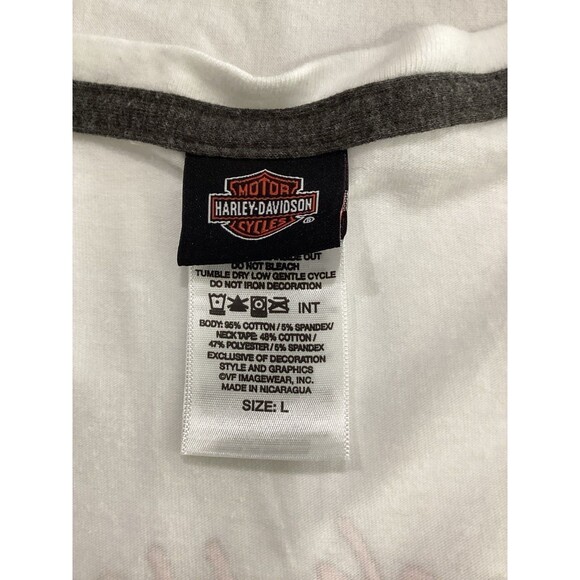 MOTOR
HARLEY-DAVIDSON
CYCLES
®
OUT
DO NOT BLEACH
TUMBLE DRY LOW GENTLE CYCLE
DO NOT IRON DECORATION
INT
BODY: 95% COTTON / 5% SPANDEX/
NECKTAPE: 48% COTTON /
47% POLYESTER / 5% SPANDEX
EXCLUSIVE OF DECORATION
STYLE AND GRAPHICS
©VF IMAGEWEAR, INC.
MADE IN NICARAGUA
SIZE: L